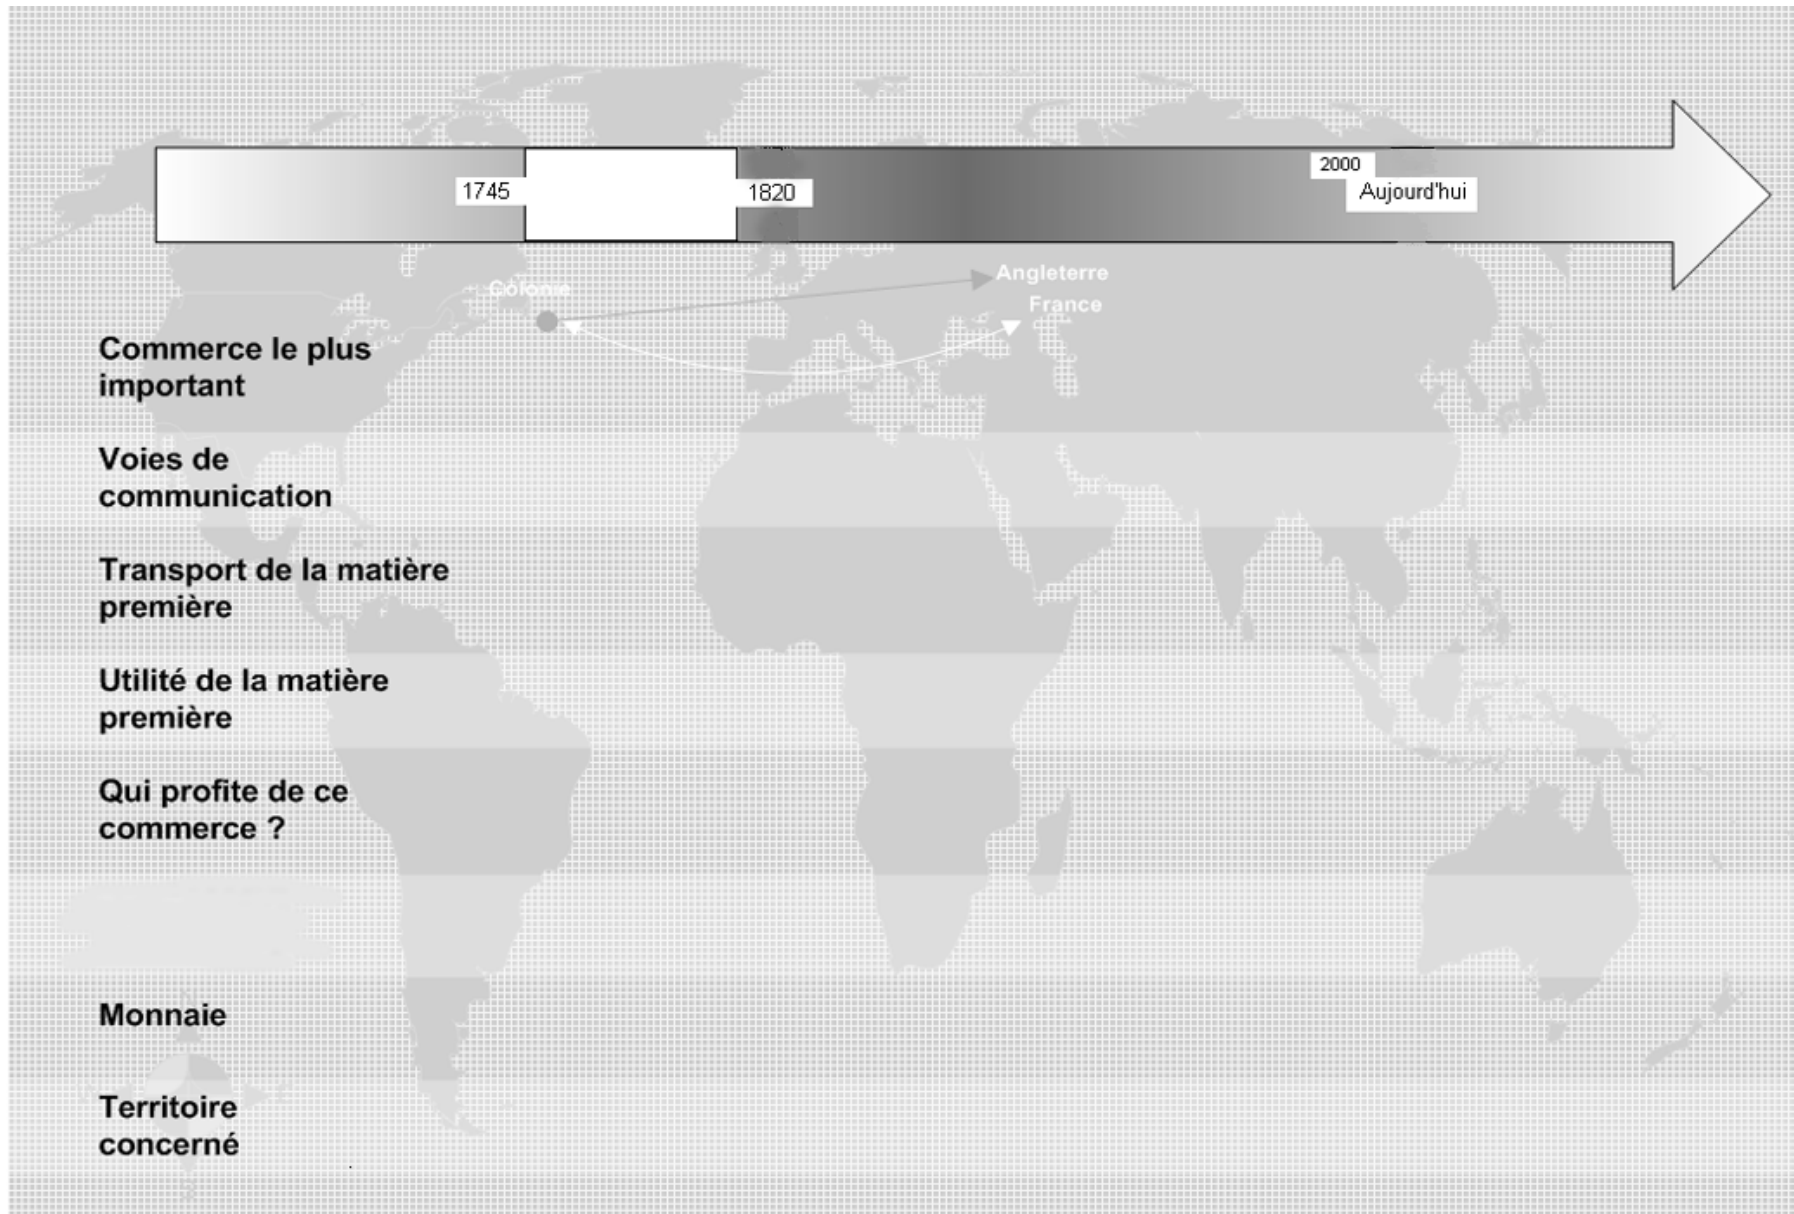 1745
1820
2000
Aujourd'hui
Colonie
Angleterre
France
Commerce le plus
important
Voies de
communication
Transport de la matière
première
Utilité de la matière
première
Qui profite de ce
commerce ?
Monnaie
Territoire
concerné